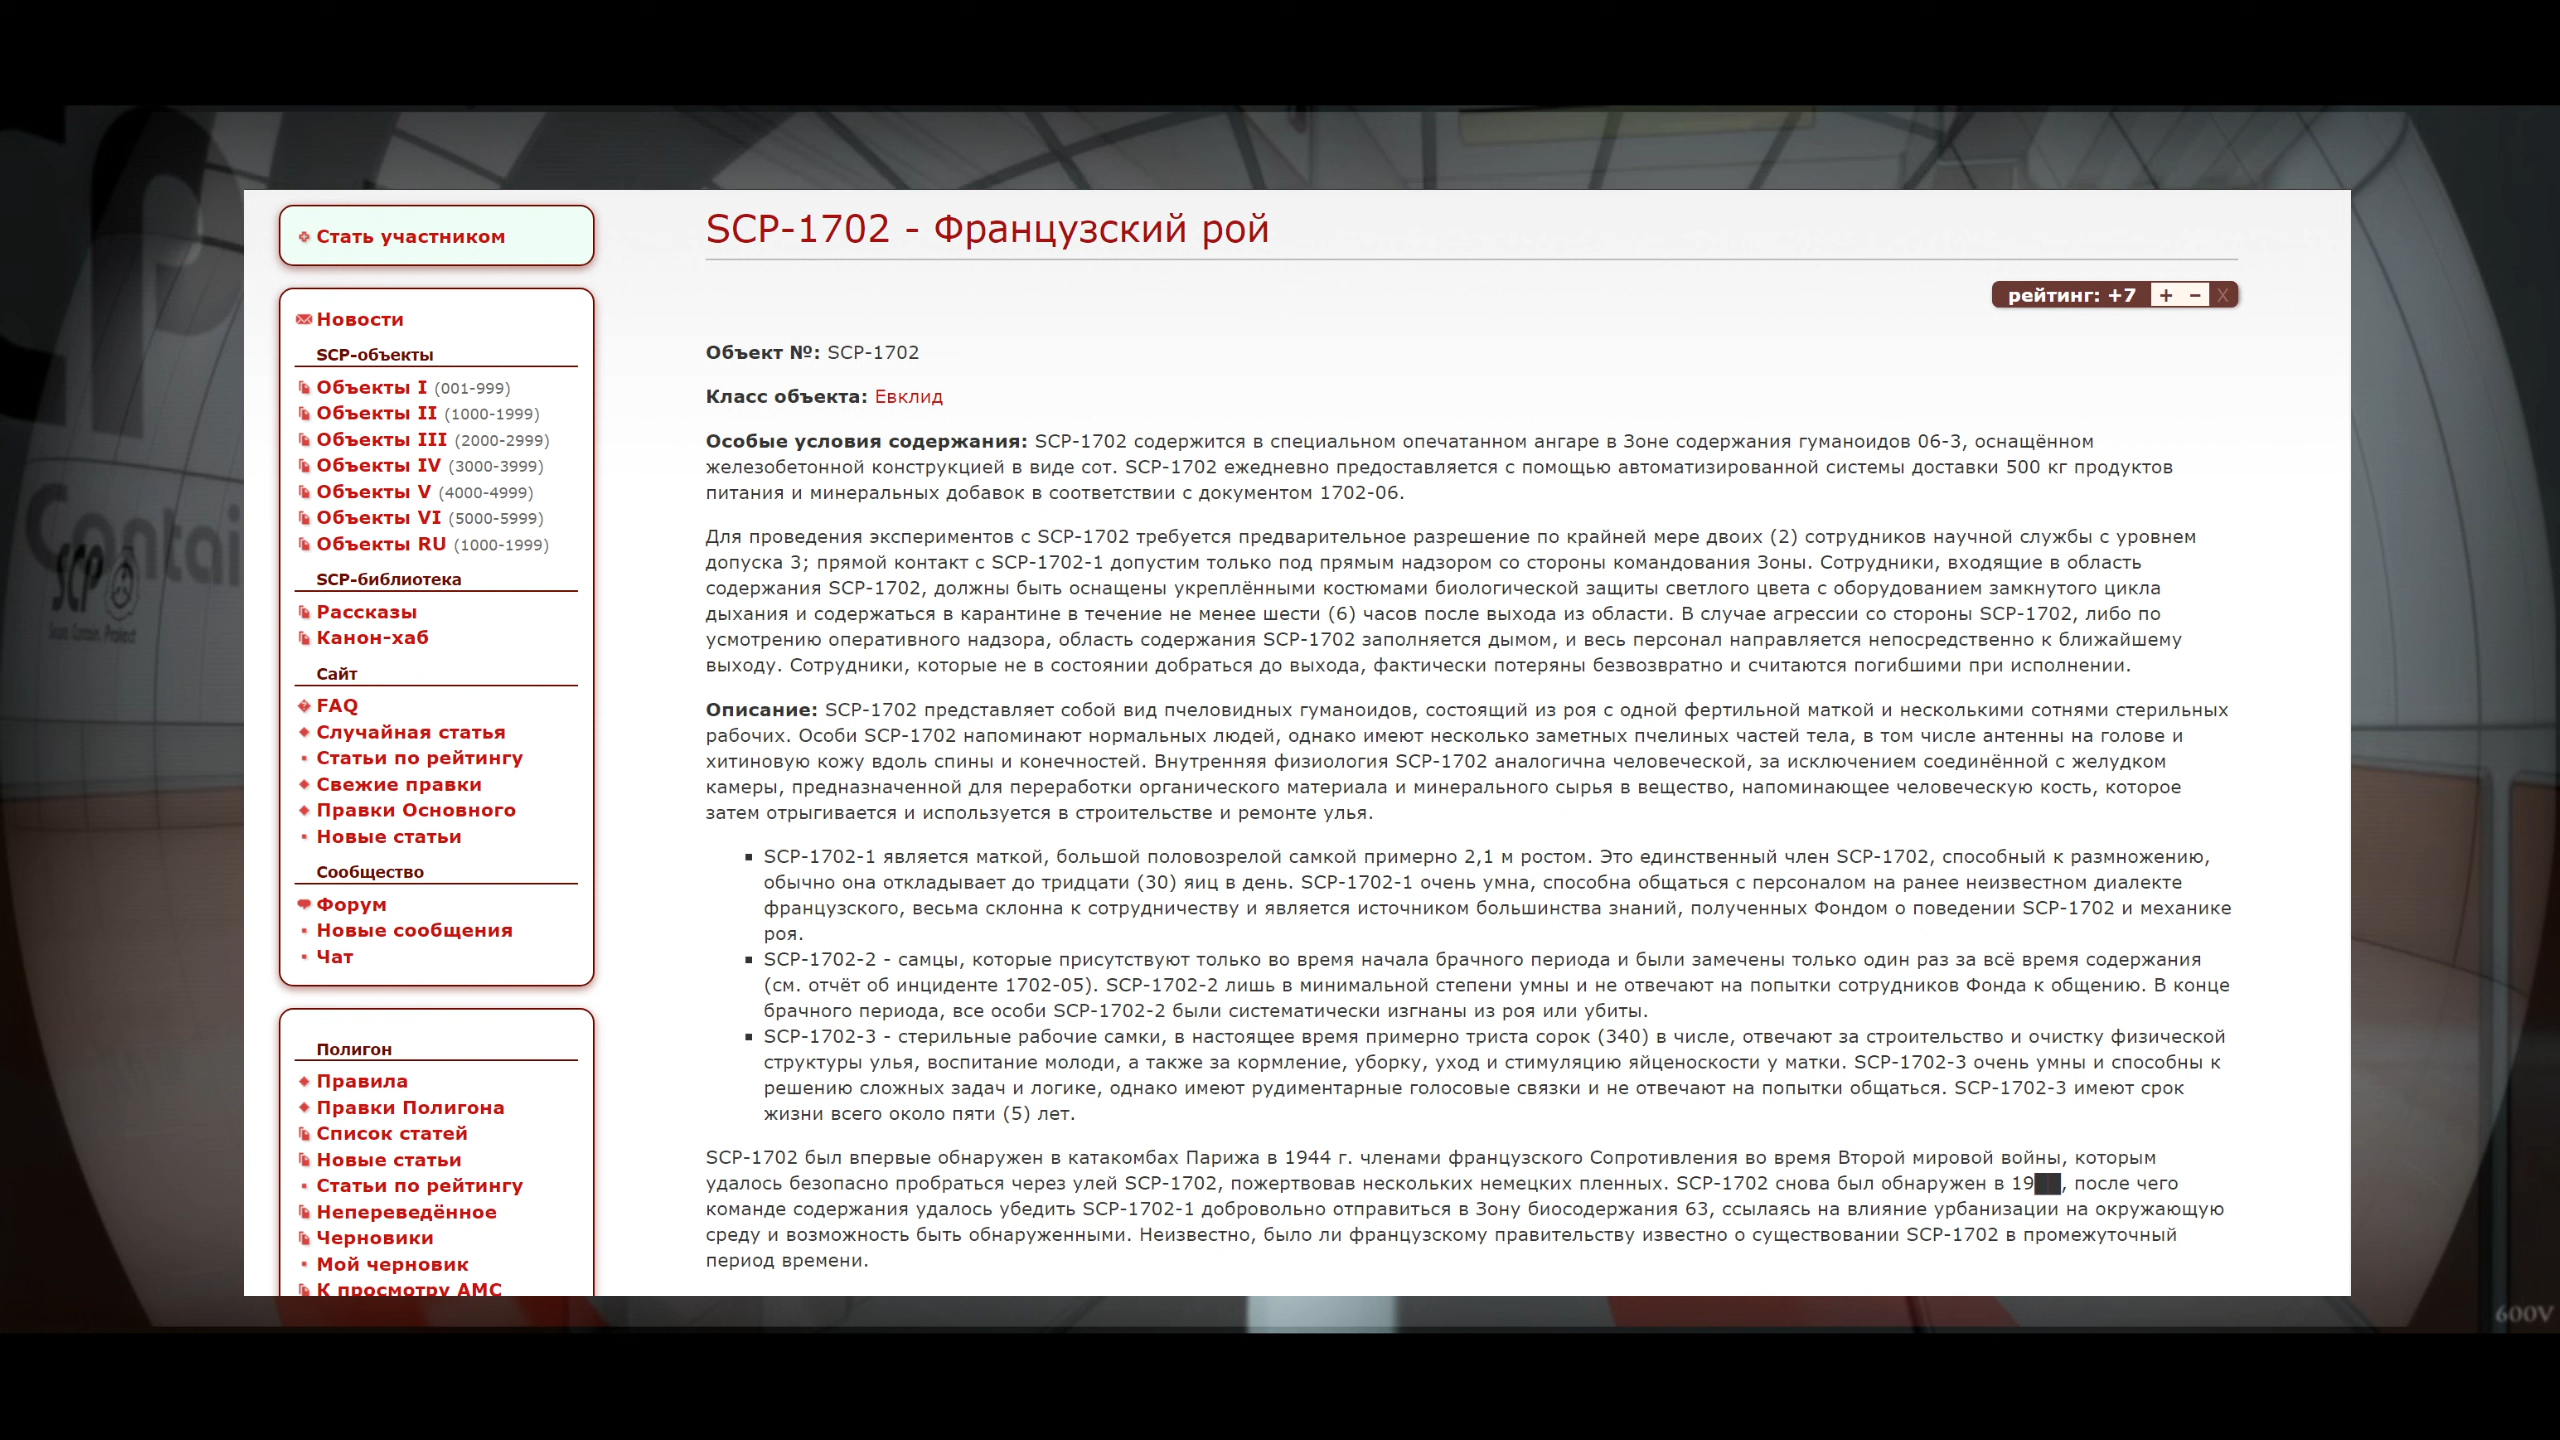 Стать участником
Новости
SCP-объекты
Объекты I (001-999)
Объекты II (1000-1999)
Объекты III (2000-2999)
Объекты IV (3000-3999)
Объекты V (4000-4999)
Объекты VI (5000-5999)
Объекты RU (1000-1999)
SCP-библиотека
Рассказы
Канон-хаб
Сайт
FAQ
Случайная статья
Статьи по рейтингу
Свежие правки
Правки Основного
Новые статьи
Сообщество
Форум
Новые сообщения
Чат
Полигон
Правила
Правки Полигона
Список статей
Новые статьи
Статьи по рейтингу
Непереведённое
Черновики
Мой черновик
К просмотру АМС
SCP-1702 - Французский рой
рейтинг: +7 + − X
Объект №: SCP-1702
Класс объекта: Евклид
Особые условия содержания: SCP-1702 содержится в специальном опечатанном ангаре в Зоне содержания гуманоидов 06-3, оснащённом
железобетонной конструкцией в виде сот. SCP-1702 ежедневно предоставляется с помощью автоматизированной системы доставки 500 кг продуктов
питания и минеральных добавок в соответствии с документом 1702-06.
Для проведения экспериментов с SCP-1702 требуется предварительное разрешение по крайней мере двоих (2) сотрудников научной службы с уровнем
допуска 3; прямой контакт с SCP-1702-1 допустим только под прямым надзором со стороны командования Зоны. Сотрудники, входящие в область
содержания SCP-1702, должны быть оснащены укреплёнными костюмами биологической защиты светлого цвета с оборудованием замкнутого цикла
дыхания и содержаться в карантине в течение не менее шести (6) часов после выхода из области. В случае агрессии со стороны SCP-1702, либо по
усмотрению оперативного надзора, область содержания SCP-1702 заполняется дымом, и весь персонал направляется непосредственно к ближайшему
выходу. Сотрудники, которые не в состоянии добраться до выхода, фактически потеряны безвозвратно и считаются погибшими при исполнении.
Описание: SCP-1702 представляет собой вид пчеловидных гуманоидов, состоящий из роя с одной фертильной маткой и несколькими сотнями стерильных
рабочих. Особи SCP-1702 напоминают нормальных людей, однако имеют несколько заметных пчелиных частей тела, в том числе антенны на голове и
хитиновую кожу вдоль спины и конечностей. Внутренняя физиология SCP-1702 аналогична человеческой, за исключением соединённой с желудком
камеры, предназначенной для переработки органического материала и минерального сырья в вещество, напоминающее человеческую кость, которое
затем отрыгивается и используется в строительстве и ремонте улья.
SCP-1702-1 является маткой, большой половозрелой самкой примерно 2,1 м ростом. Это единственный член SCP-1702, способный к размножению,
обычно она откладывает до тридцати (30) яиц в день. SCP-1702-1 очень умна, способна общаться с персоналом на ранее неизвестном диалекте
французского, весьма склонна к сотрудничеству и является источником большинства знаний, полученных Фондом о поведении SCP-1702 и механике
роя.
SCP-1702-2 - самцы, которые присутствуют только во время начала брачного периода и были замечены только один раз за всё время содержания
(см. отчёт об инциденте 1702-05). SCP-1702-2 лишь в минимальной степени умны и не отвечают на попытки сотрудников Фонда к общению. В конце
брачного периода, все особи SCP-1702-2 были систематически изгнаны из роя или убиты.
SCP-1702-3 - стерильные рабочие самки, в настоящее время примерно триста сорок (340) в числе, отвечают за строительство и очистку физической
структуры улья, воспитание молоди, а также за кормление, уборку, уход и стимуляцию яйценоскости у матки. SCP-1702-3 очень умны и способны к
решению сложных задач и логике, однако имеют рудиментарные голосовые связки и не отвечают на попытки общаться. SCP-1702-3 имеют срок
жизни всего около пяти (5) лет.
SCP-1702 был впервые обнаружен в катакомбах Парижа в 1944 г. членами французского Сопротивления во время Второй мировой войны, которым
удалось безопасно пробраться через улей SCP-1702, пожертвовав нескольких немецких пленных. SCP-1702 снова был обнаружен в 19██, после чего
команде содержания удалось убедить SCP-1702-1 добровольно отправиться в Зону биосодержания 63, ссылаясь на влияние урбанизации на окружающую
среду и возможность быть обнаруженными. Неизвестно, было ли французскому правительству известно о существовании SCP-1702 в промежуточный
период времени.
Contai
SCP
600V